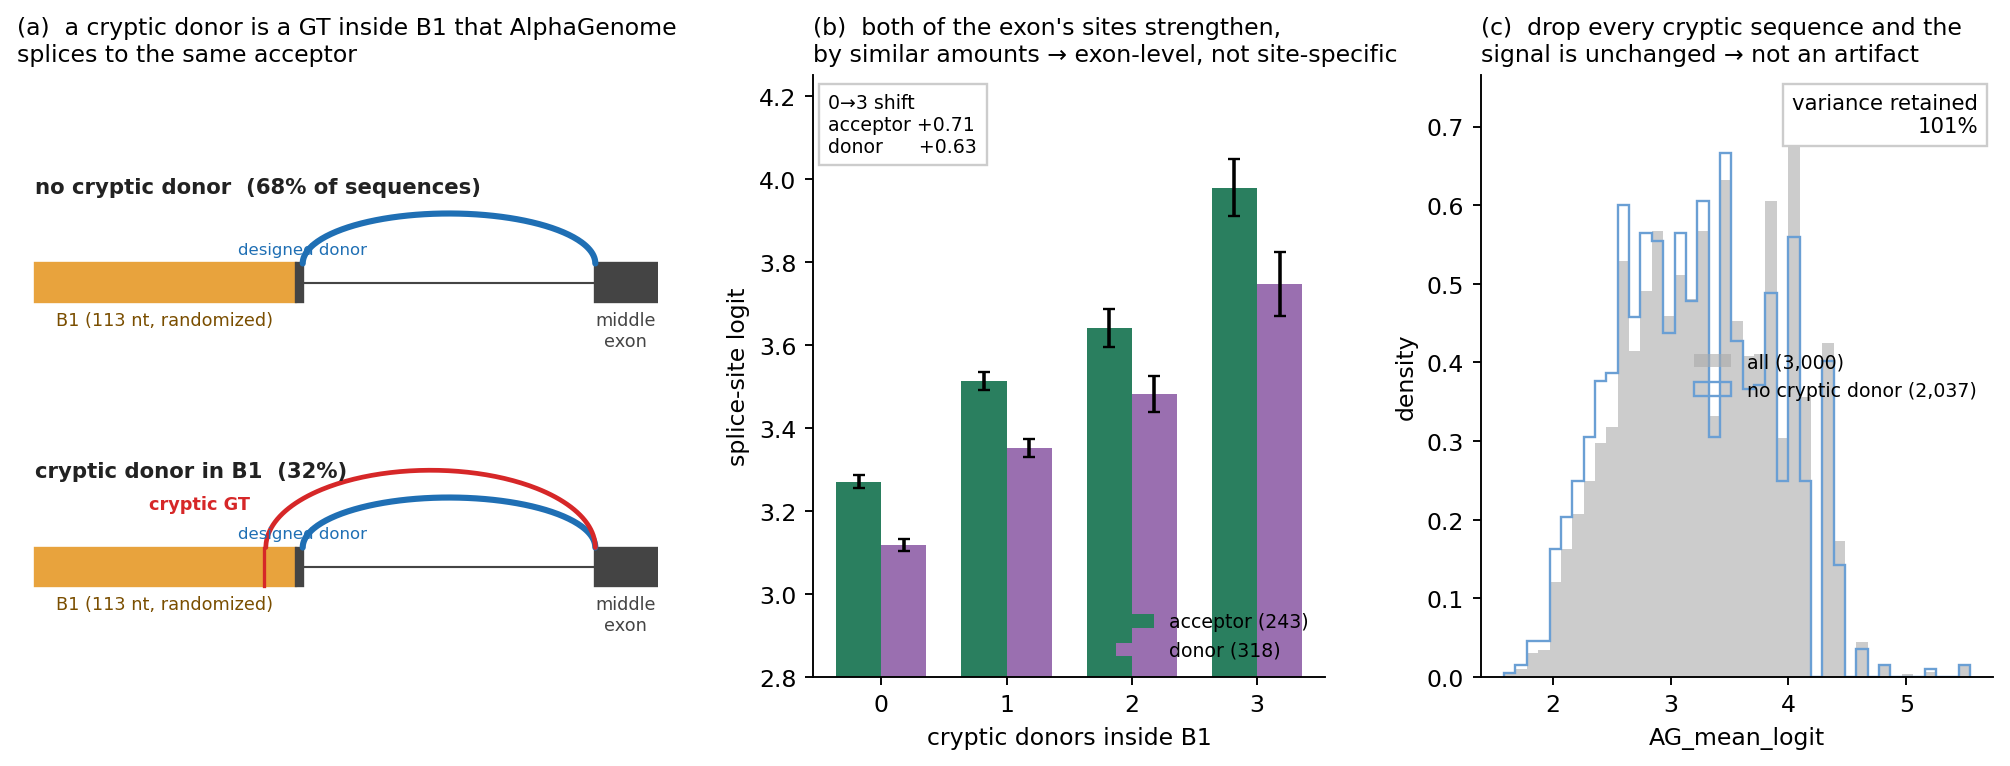 (a)  a cryptic donor is a GT inside B1 that AlphaGenome
splices to the same acceptor
no cryptic donor  (68% of sequences)
designed donor
B1 (113 nt, randomized)
middle
exon
cryptic donor in B1  (32%)
cryptic GT
designed donor
B1 (113 nt, randomized)
middle
exon
(b)  both of the exon's sites strengthen,
by similar amounts → exon-level, not site-specific
0→3 shift
acceptor +0.71
donor      +0.63
splice-site logit
4.2
4.0
3.8
3.6
3.4
3.2
3.0
2.8
acceptor (243)
donor (318)
0
1
2
3
cryptic donors inside B1
(c)  drop every cryptic sequence and the
signal is unchanged → not an artifact
variance retained
101%
density
0.7
0.6
0.5
0.4
0.3
0.2
0.1
0.0
all (3,000)
no cryptic donor (2,037)
2
3
4
5
AG_mean_logit